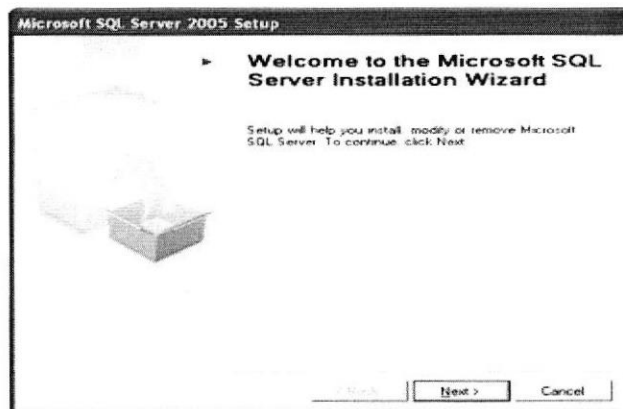 Microsoft SQL Server 2005 Setup
Welcome to the Microsoft SQL
Server Installation Wizard
Setup will help you install, modify or remove Microsoft
SQL Server. To continue, click Next
< Back
Next >
Cancel